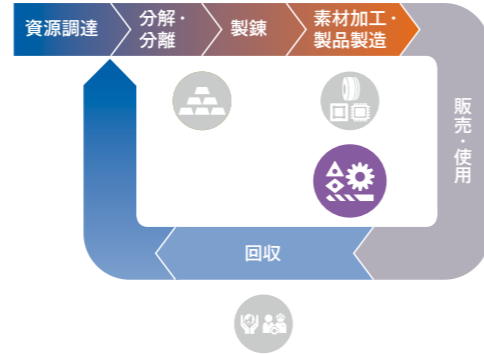 資源調達
分解・
分離
製錬
素材加工・
製品製造
販売・使用
回収